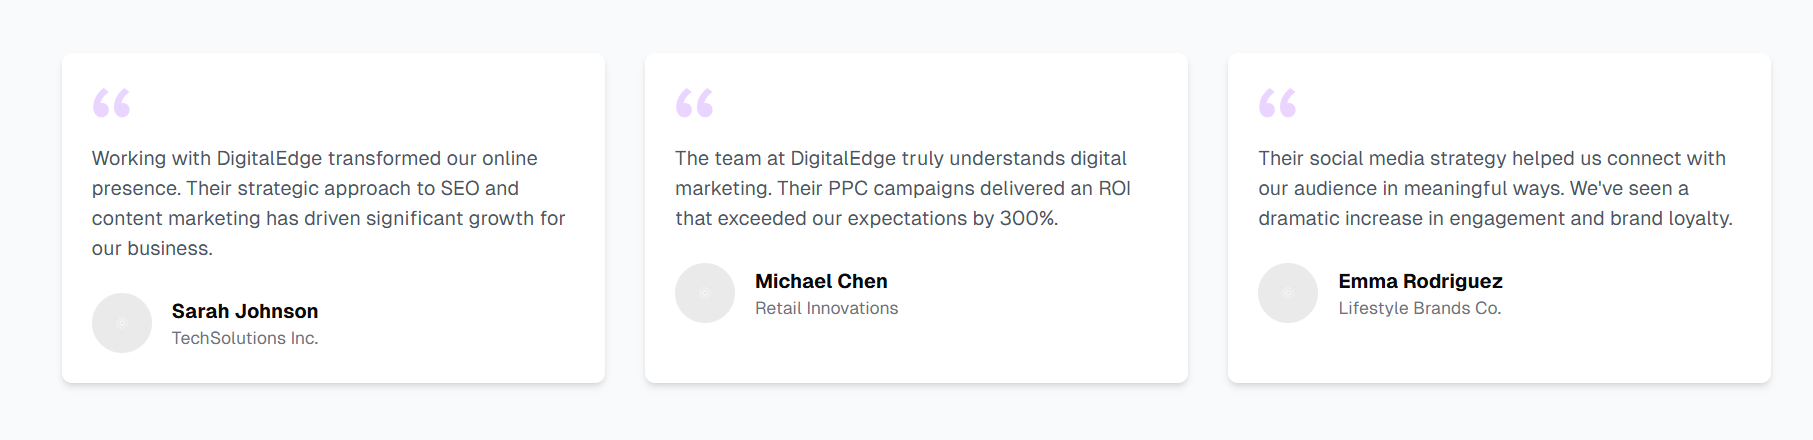 Working with DigitalEdge transformed our online
presence. Their strategic approach to SEO and
content marketing has driven significant growth for
our business.
Sarah Johnson
TechSolutions Inc.
The team at DigitalEdge truly understands digital
marketing. Their PPC campaigns delivered an ROI
that exceeded our expectations by 300%.
Michael Chen
Retail Innovations
Their social media strategy helped us connect with
our audience in meaningful ways. We've seen a
dramatic increase in engagement and brand loyalty.
Emma Rodriguez
Lifestyle Brands Co.